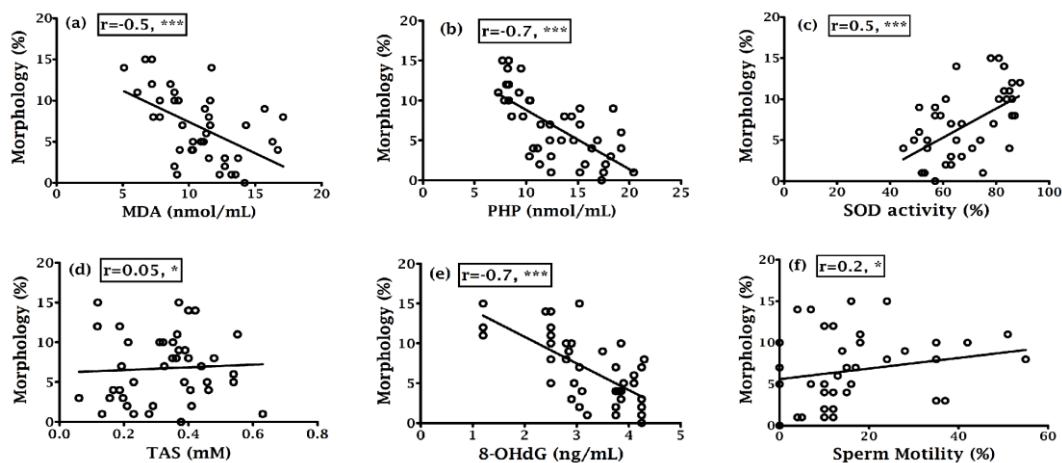 (a)
r=-0.5, ***
Morphology (%)
20
15
10
5
0
0 5 10 15 20
MDA (nmol/mL)
(b)
r=-0.7, ***
Morphology (%)
20
15
10
5
0
0 5 10 15 20 25
PHP (nmol/mL)
(c)
r=0.5, ***
Morphology (%)
20
15
10
5
0
20 40 60 80 100
SOD activity (%)
(d)
r=0.05, *
Morphology (%)
20
15
10
5
0
0.0 0.2 0.4 0.6 0.8
TAS (mM)
(e)
r=-0.7, ***
Morphology (%)
20
15
10
5
0
0 1 2 3 4 5
8-OHdG (ng/mL)
(f)
r=0.2, *
Morphology (%)
20
15
10
5
0
0 20 40 60
Sperm Motility (%)